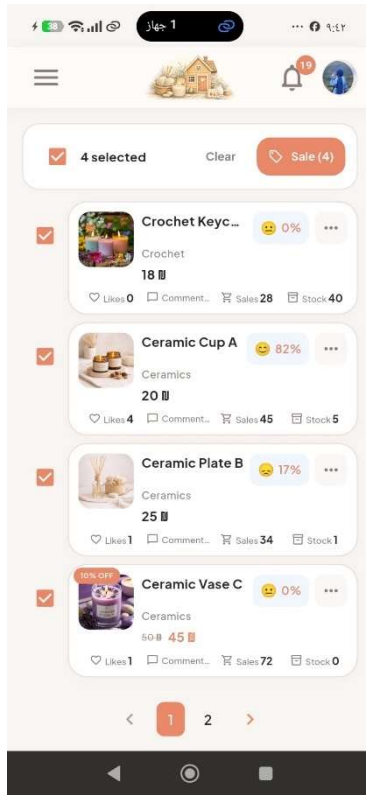 38
1 جهاز
٩:٤٢
19
4 selected
Clear
Sale (4)
Crochet Keyc...
0%
Crochet
18 ₪
Likes 0 Comment... Sales 28 Stock 40
Ceramic Cup A
82%
Ceramics
20 ₪
Likes 4 Comment... Sales 45 Stock 5
Ceramic Plate B
17%
Ceramics
25 ₪
Likes 1 Comment... Sales 34 Stock 1
10% OFF
Ceramic Vase C
0%
Ceramics
50 ₪ 45 ₪
Likes 1 Comment... Sales 72 Stock 0
< 1 2 >